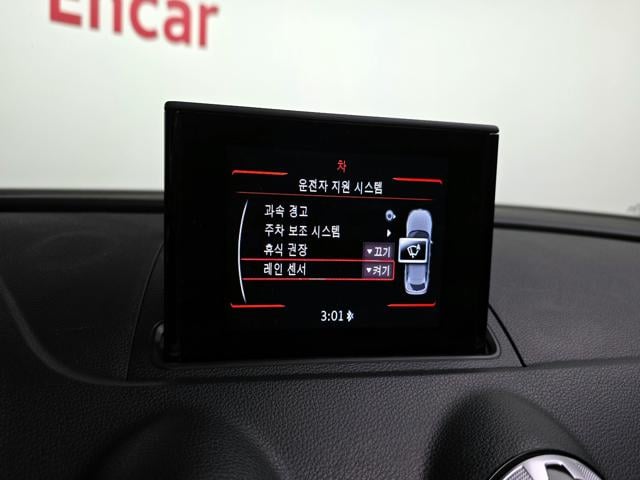 Encar
차
운전자 지원 시스템
과속 경고
주차 보조 시스템
휴식 권장 ▼끄기
레인 센서 ▼켜기
3:01